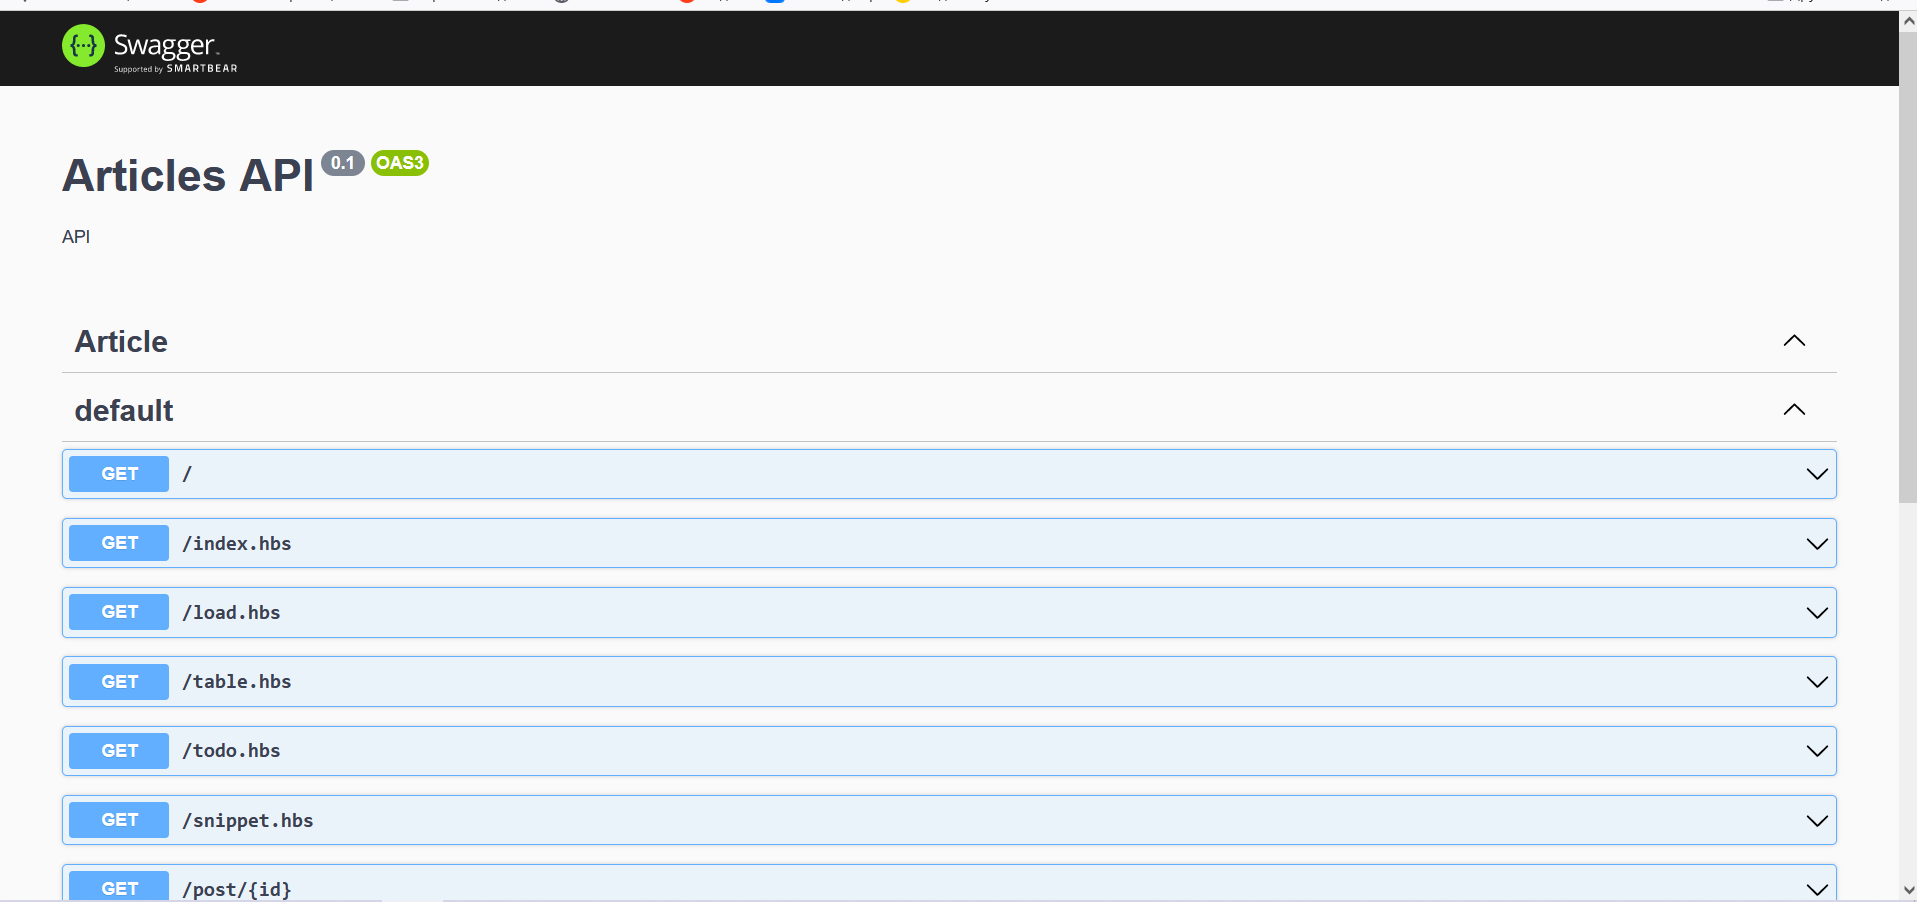 Swagger
Supported by SMARTBEAR
Articles API 0.1 OAS3
API
Article
default
GET /
GET /index.hbs
GET /load.hbs
GET /table.hbs
GET /todo.hbs
GET /snippet.hbs
GET /post/{id}